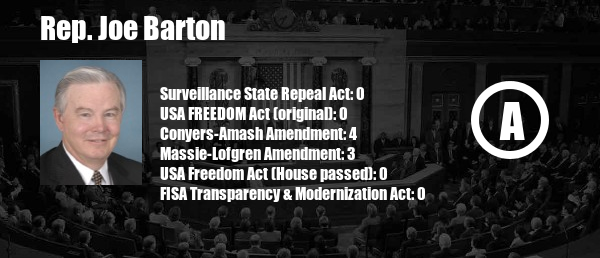 Rep. Joe Barton
Surveillance State Repeal Act: 0
USA FREEDOM Act (original): 0
Conyers-Amash Amendment: 4
Massie-Lofgren Amendment: 3
USA Freedom Act (House passed): 0
FISA Transparency & Modernization Act: 0
A